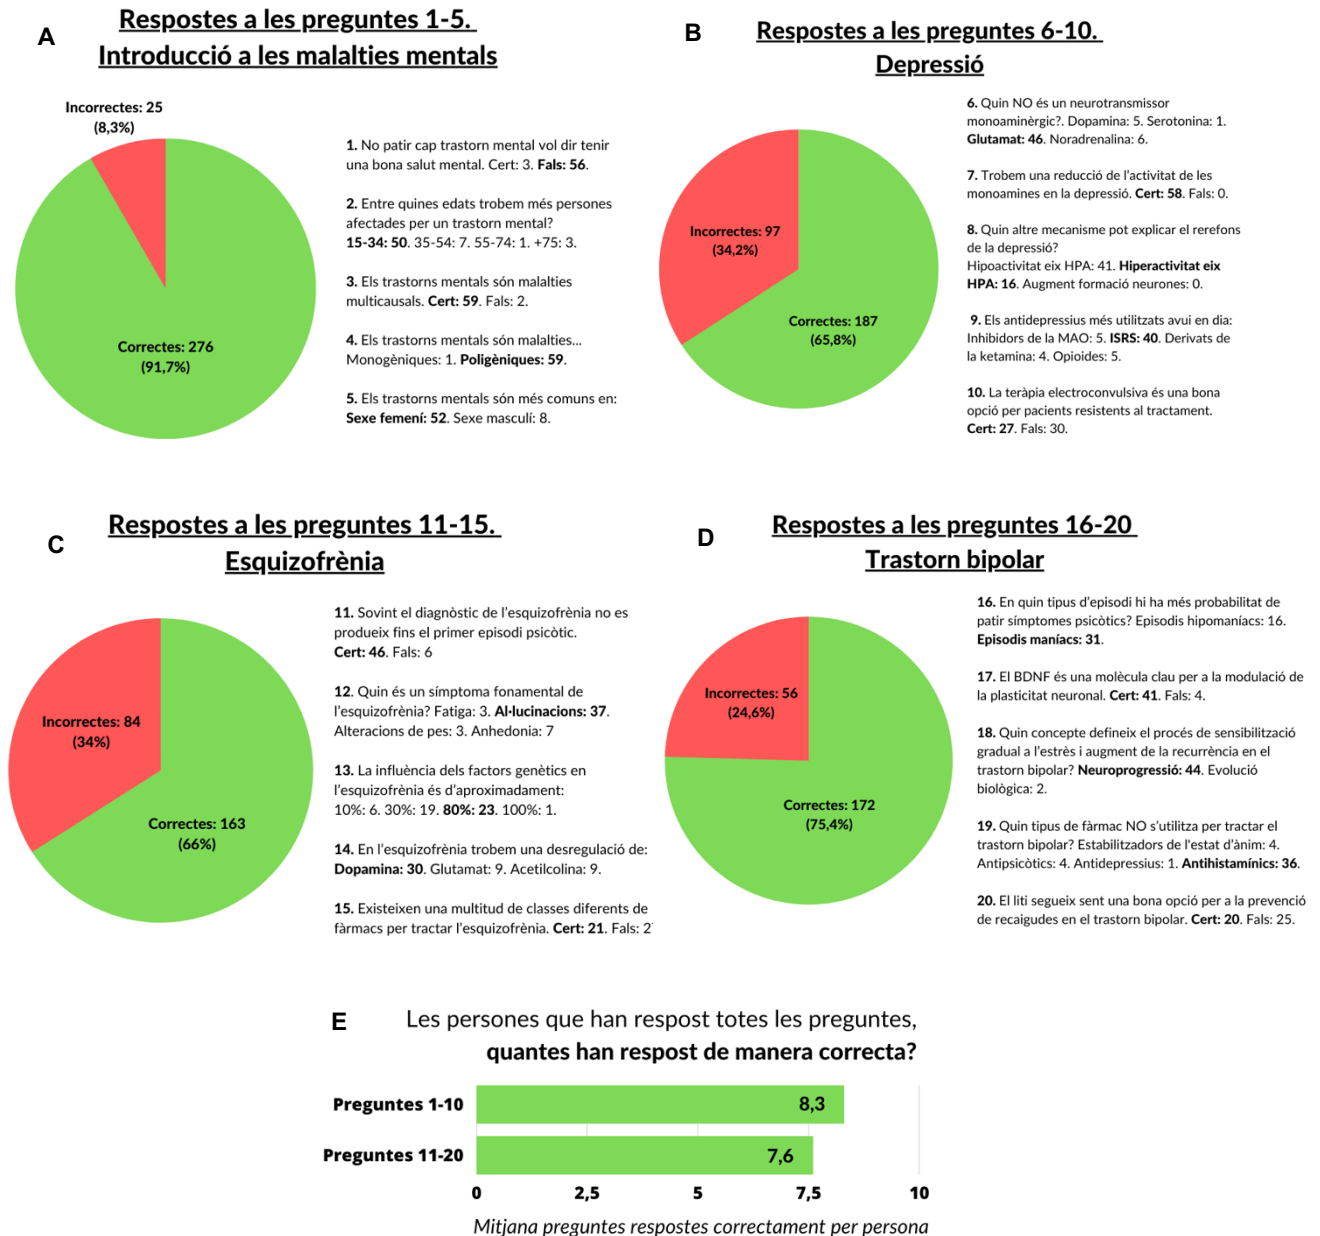 A
Respostes a les preguntes 1-5.
Introducció a les malalties mentals
Incorrectes: 25
(8,3%)
Correctes: 276
(91,7%)
1. No patir cap trastorn mental vol dir tenir
una bona salut mental. Cert: 3. Fals: 56.
2. Entre quines edats trobem més persones
afectades per un trastorn mental?
15-34: 50. 35-54: 7. 55-74: 1. +75: 3.
3. Els trastorns mentals són malalties
multicausals. Cert: 59. Fals: 2.
4. Els trastorns mentals són malalties...
Monogèniques: 1. Poligèniques: 59.
5. Els trastorns mentals són més comuns en:
Sexe femení: 52. Sexe masculí: 8.
B
Respostes a les preguntes 6-10.
Depressió
Incorrectes: 97
(34,2%)
Correctes: 187
(65,8%)
6. Quin NO és un neurotransmissor
monoaminèrgic?. Dopamina: 5. Serotonina: 1.
Glutamat: 46. Noradrenalina: 6.
7. Trobem una reducció de l'activitat de les
monoamines en la depressió. Cert: 58. Fals: 0.
8. Quin altre mecanisme pot explicar el rerefons
de la depressió?
Hipoactivitat eix HPA: 41. Hiperactivitat eix
HPA: 16. Augment formació neurones: 0.
9. Els antidepressius més utilitzats avui en dia:
Inhibidors de la MAO: 5. ISRS: 40. Derivats de
la ketamina: 4. Opioides: 5.
10. La teràpia electroconvulsiva és una bona
opció per pacients resistents al tractament.
Cert: 27. Fals: 30.
C
Respostes a les preguntes 11-15.
Esquizofrènia
Incorrectes: 84
(34%)
Correctes: 163
(66%)
11. Sovint el diagnòstic de l'esquizofrènia no es
produeix fins el primer episodi psicòtic.
Cert: 46. Fals: 6
12. Quin és un símptoma fonamental de
l'esquizofrènia? Fatiga: 3. Al·lucinacions: 37.
Alteracions de pes: 3. Anhedonia: 7
13. La influència dels factors genètics en
l'esquizofrènia és d'aproximadament:
10%: 6. 30%: 19. 80%: 23. 100%: 1.
14. En l'esquizofrènia trobem una desregulació de:
Dopamina: 30. Glutamat: 9. Acetilcolina: 9.
15. Existeixen una multitud de classes diferents de
fàrmacs per tractar l'esquizofrènia. Cert: 21. Fals:
D
Respostes a les preguntes 16-20
Trastorn bipolar
Incorrectes: 56
(24,6%)
Correctes: 172
(75,4%)
16. En quin tipus d'episodi hi ha més probabilitat de
patir símptomes psicòtics? Episodis hipomaníacs: 16.
Episodis maníacs: 31.
17. El BDNF és una molècula clau per a la modulació de
la plasticitat neuronal. Cert: 41. Fals: 4.
18. Quin concepte defineix el procés de sensibilització
gradual a l'estrès i augment de la recurrència en el
trastorn bipolar? Neuroprogressió: 44. Evolució
biològica: 2.
19. Quin tipus de fàrmac NO s'utilitza per tractar el
trastorn bipolar? Estabilitzadors de l'estat d'ànim: 4.
Antipsicòtics: 4. Antidepressius: 1. Antihistamínics: 36.
20. El liti segueix sent una bona opció per a la prevenció
de recaigudes en el trastorn bipolar. Cert: 20. Fals: 25.
E
Les persones que han respost totes les preguntes,
quantes han respost de manera correcta?
Preguntes 1-10
8,3
Preguntes 11-20
7,6
0 2,5 5 7,5 10
Mitjana preguntes respostes correctament per persona